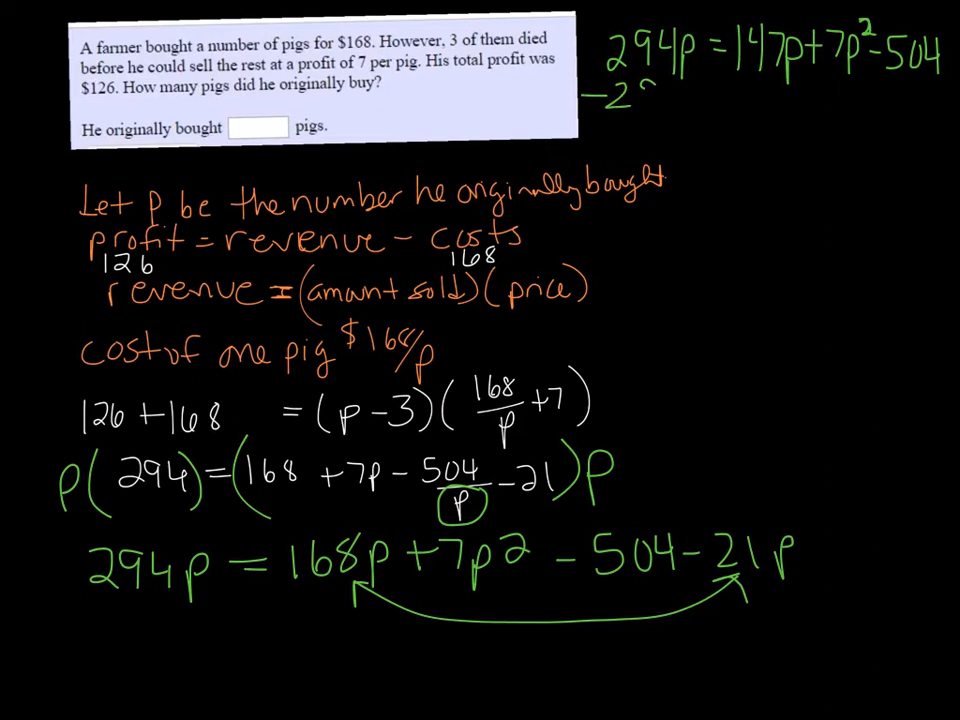 A farmer bought a number of pigs for $168. However, 3 of them died
before he could sell the rest at a profit of 7 per pig. His total profit was
$126. How many pigs did he originally buy?
He originally bought pigs.
294p = 147p + 7p² - 504
-2
Let p be the number he originally bought
profit = revenue - costs
126 168
revenue = (amant sold)(price)
cost of one pig $168/p
126 + 168 = (p - 3)(168/p + 7)
p(294) = (168 + 7p - 504/p - 21)p
294p = 168p + 7p2 - 504 - 21p